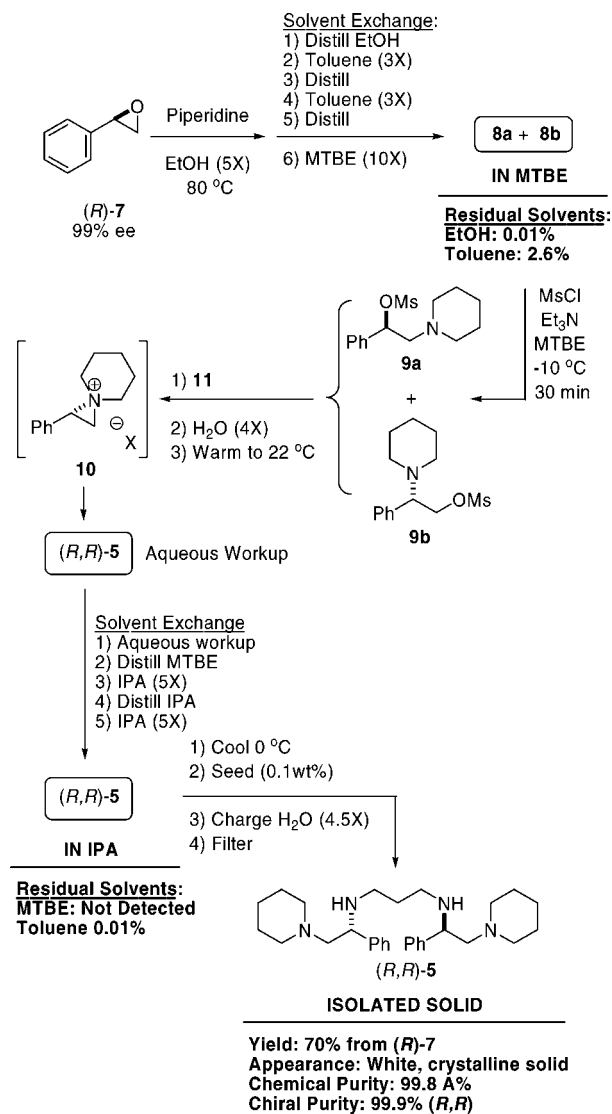 Solvent Exchange:
1) Distill EtOH
2) Toluene (3X)
3) Distill
4) Toluene (3X)
5) Distill
6) MTBE (10X)
Piperidine
EtOH (5X)
80 °C
O
(R)-7
99% ee
8a + 8b
IN MTBE
Residual Solvents:
EtOH: 0.01%
Toluene: 2.6%
MsCl
Et3N
MTBE
-10 °C
30 min
OMs
Ph
N
9a
+
N
Ph
OMs
9b
1) 11
2) H2O (4X)
3) Warm to 22 °C
N
+
Ph
−
X
10
(R,R)-5
Aqueous Workup
Solvent Exchange
1) Aqueous workup
2) Distill MTBE
3) IPA (5X)
4) Distill IPA
5) IPA (5X)
(R,R)-5
IN IPA
Residual Solvents:
MTBE: Not Detected
Toluene 0.01%
1) Cool 0 °C
2) Seed (0.1wt%)
3) Charge H2O (4.5X)
4) Filter
NH NH
N Ph Ph N
(R,R)-5
ISOLATED SOLID
Yield: 70% from (R)-7
Appearance: White, crystalline solid
Chemical Purity: 99.8 A%
Chiral Purity: 99.9% (R,R)